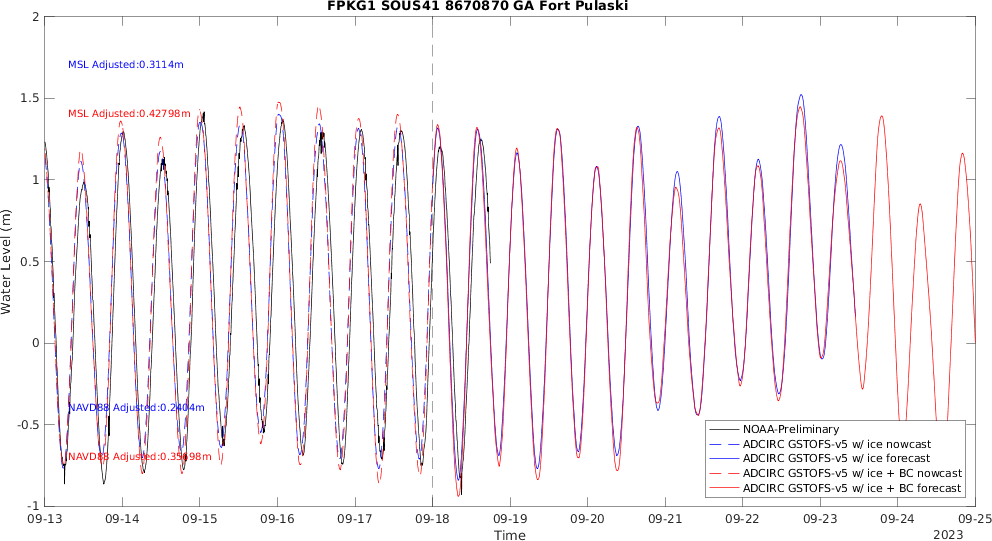 FPKG1 SOUS41 8670870 GA Fort Pulaski
2
MSL Adjusted:0.3114m
1.5
MSL Adjusted:0.42798m
1
Water Level (m)
0.5
0
NAVD88 Adjusted:0.2404m
-0.5
NAVD88 Adjusted:0.35698m
-1
NOAA-Preliminary
ADCIRC GSTOFS-v5 w/ ice nowcast
ADCIRC GSTOFS-v5 w/ ice forecast
ADCIRC GSTOFS-v5 w/ ice + BC nowcast
ADCIRC GSTOFS-v5 w/ ice + BC forecast
09-13 09-14 09-15 09-16 09-17 09-18 09-19 09-20 09-21 09-22 09-23 09-24 09-25
Time
2023